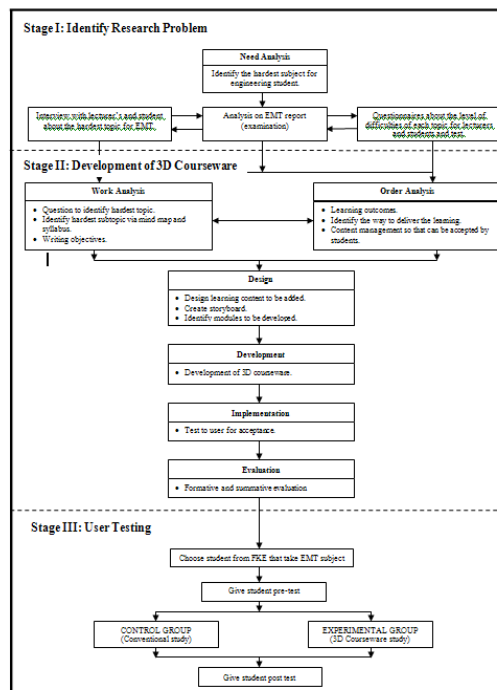 Stage I: Identify Research Problem
Need Analysis
Identify the hardest subject for
engineering student.
Interview with lecturer's and student
about the hardest topic for EMT.
Analysis on EMT report
(examination)
Questionnaires about the level of
difficulties of each topic for lecturers
and students and test.
Stage II: Development of 3D Courseware
Work Analysis
• Question to identify hardest topic.
• Identify hardest subtopic via mind map and
syllabus.
• Writing objectives.
Order Analysis
• Learning outcomes.
• Identify the way to deliver the learning.
• Content management so that can be accepted by
students.
Design
• Design learning content to be added.
• Create storyboard.
• Identify modules to be developed.
Development
• Development of 3D courseware.
Implementation
• Test to user for acceptance.
Evaluation
• Formative and summative evaluation
Stage III: User Testing
Choose student from FKE that take EMT subject
Give student pre-test
CONTROL GROUP
(Conventional study)
EXPERIMENTAL GROUP
(3D Courseware study)
Give student post test